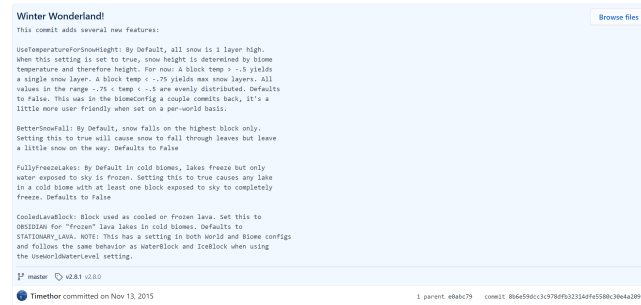 Winter Wonderland!
Browse files
This commit adds several new features:
UseTemperatureForSnowHieght: By Default, all snow is 1 layer high.
When this setting is set to true, snow height is determined by biome
temperature and therefore height. For now: A block temp > -.5 yields
a single snow layer. A block temp < -.75 yields max snow layers. All
values in the range -.75 < temp < -.5 are evenly distributed. Defaults
to False. This was in the biomeConfig a couple commits back, it's a
little more user friendly when set on a per-world basis.
BetterSnowFall: By Default, snow falls on the highest block only.
Setting this to true will cause snow to fall through leaves but leave
a little snow on the way. Defaults to False
FullyFreezeLakes: By Default in cold biomes, lakes freeze but only
water exposed to sky is frozen. Setting this to true causes any lake
in a cold biome with at least one block exposed to sky to completely
freeze. Defaults to False
CooledLavaBlock: Block used as cooled or frozen lava. Set this to
OBSIDIAN for "frozen" lava lakes in cold biomes. Defaults to
STATIONARY_LAVA. NOTE: This has a setting in both World and Biome configs
and follows the same behavior as WaterBlock and IceBlock when using
the UseWorldWaterLevel setting.
master v2.8.1 v2.8.0
Timethor committed on Nov 13, 2015
1 parent e0abc79 commit 8b6e59dcc3c978dfb32314dfe5580c30e4a209